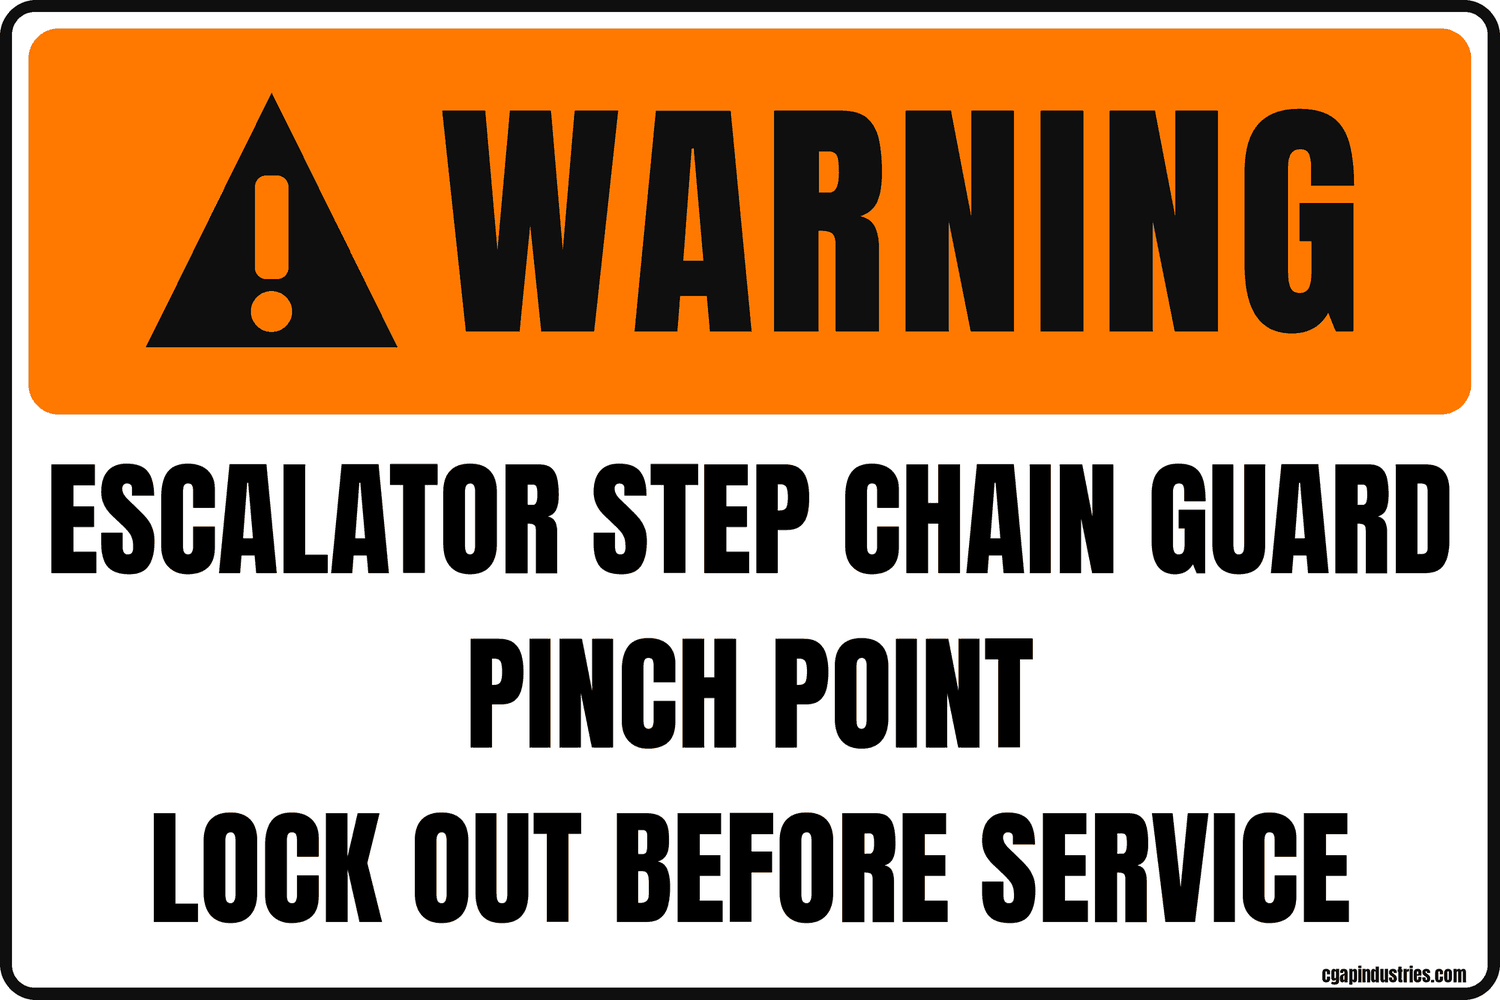 WARNING
ESCALATOR STEP CHAIN GUARD
PINCH POINT
LOCK OUT BEFORE SERVICE
cgapindustries.com